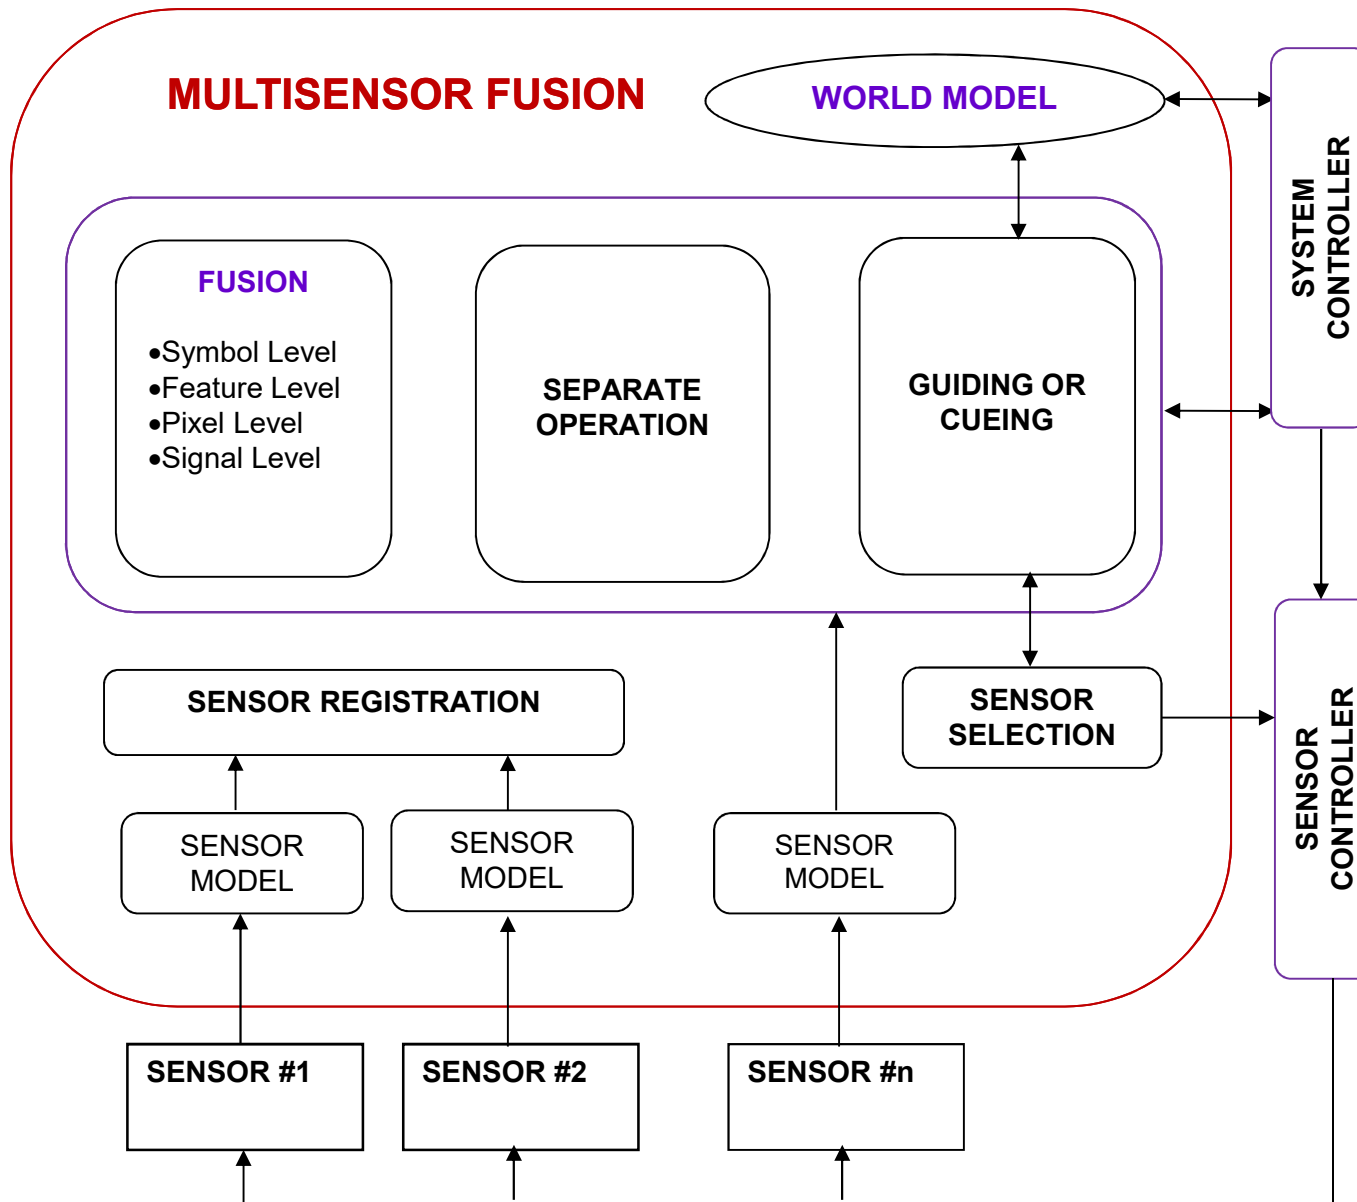 MULTISENSOR FUSION
WORLD MODEL
SYSTEM
CONTROLLER
FUSION
•Symbol Level
•Feature Level
•Pixel Level
•Signal Level
SEPARATE
OPERATION
GUIDING OR
CUEING
SENSOR REGISTRATION
SENSOR
SELECTION
SENSOR
CONTROLLER
SENSOR
MODEL
SENSOR
MODEL
SENSOR
MODEL
SENSOR #1
SENSOR #2
SENSOR #n